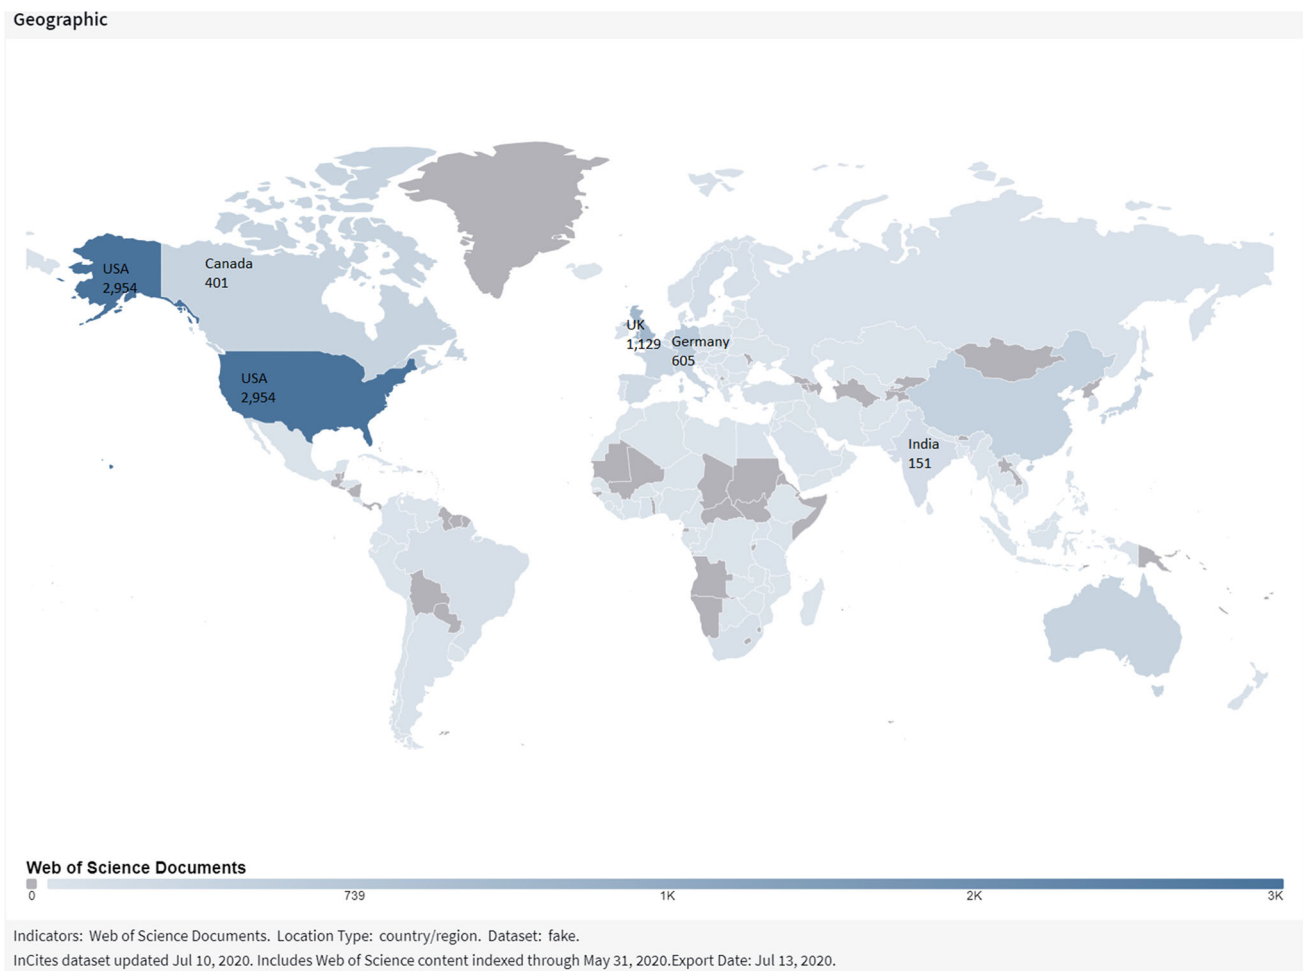 Geographic
USA
2,954
Canada
401
UK
1,129
Germany
605
USA
2,954
India
151
Web of Science Documents
0 739 1K 2K 3K
Indicators: Web of Science Documents. Location Type: country/region. Dataset: fake.
InCites dataset updated Jul 10, 2020. Includes Web of Science content indexed through May 31, 2020.Export Date: Jul 13, 2020.